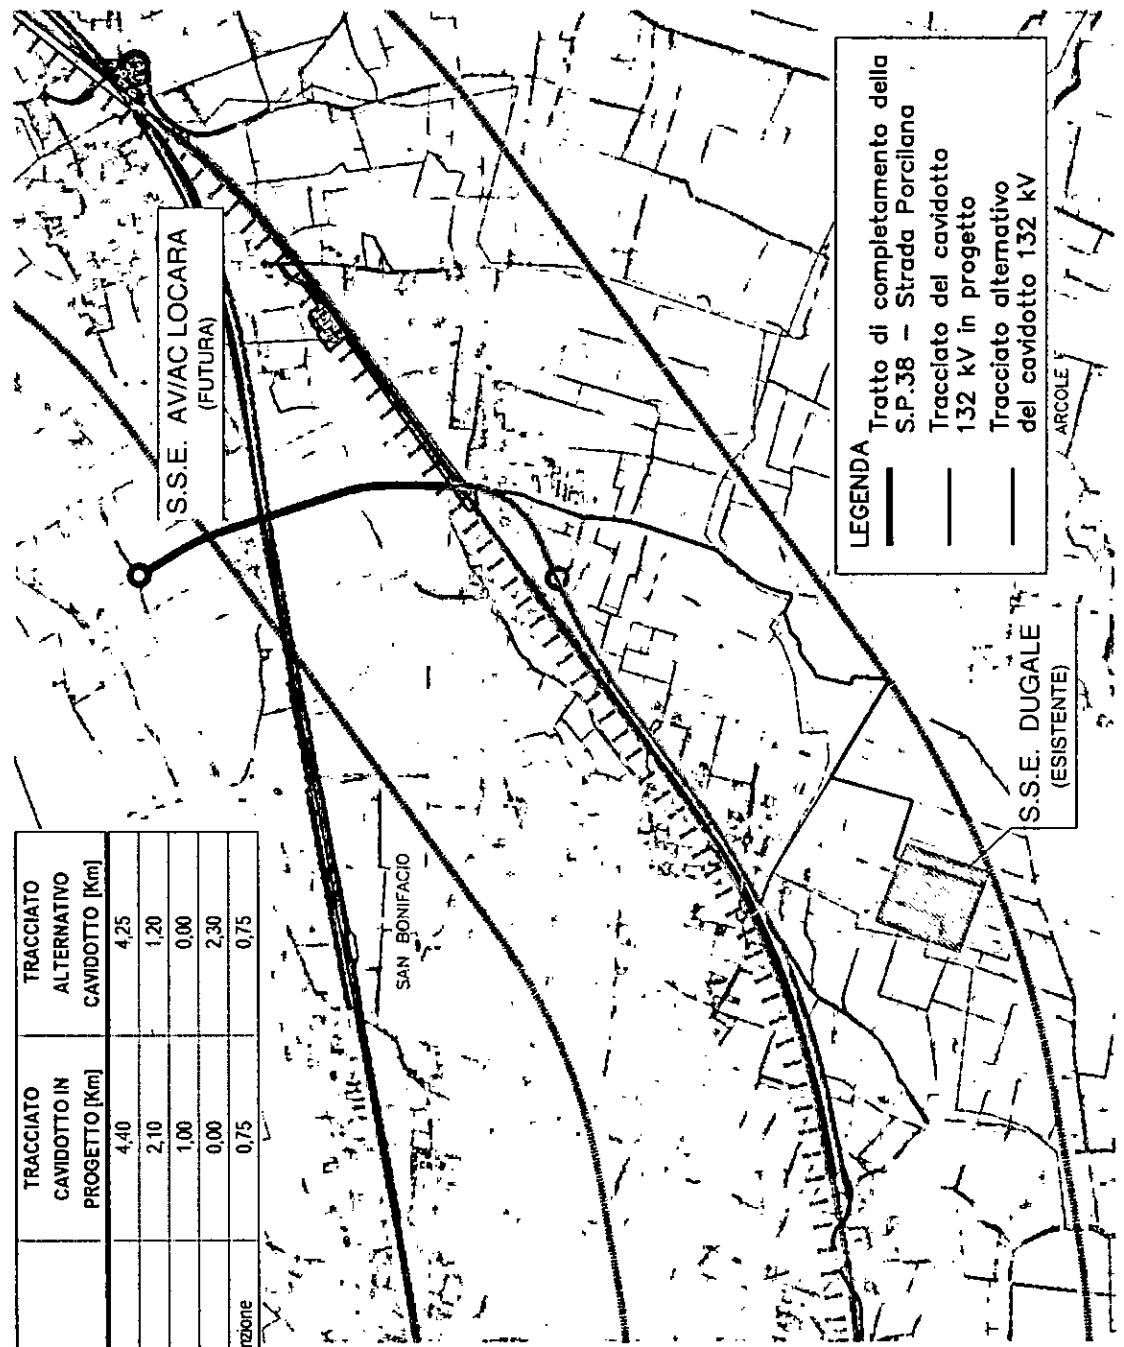 TRACCIATO
CAVIDOTTO IN
PROGETTO [Km]
TRACCIATO
ALTERNATIVO
CAVIDOTTO [Km]
4,40 4,25
2,10 1,20
1,00 0,00
0,00 2,30
nzione 0,75 0,75
S.S.E. AV/AC LOCARA
(FUTURA)
SAN BONIFACIO
LEGENDA
Tratto di completamento della
S.P.38 – Strada Porcilana
Tracciato del cavidotto
132 kV in progetto
Tracciato alternativo
del cavidotto 132 kV
ARCOLE
S.S.E. DUGALE
(ESISTENTE)